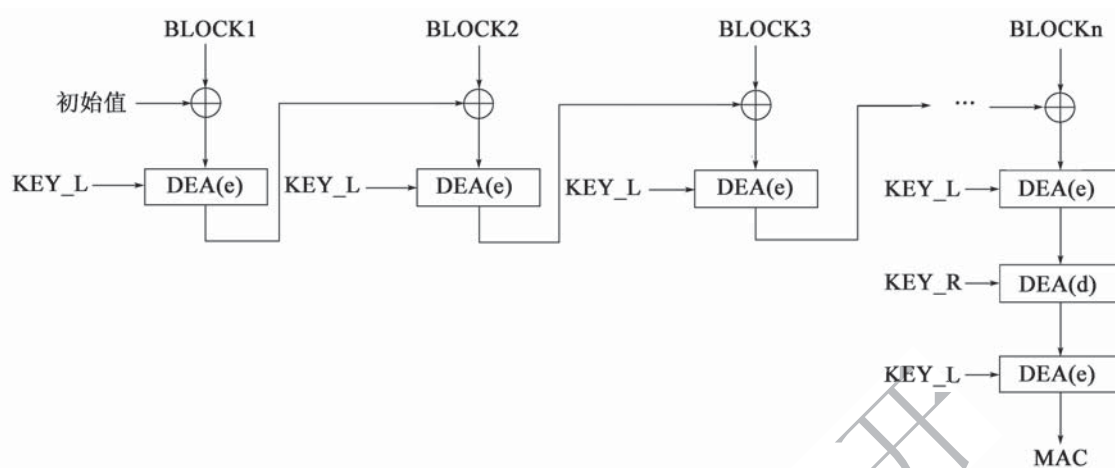 BLOCK1 BLOCK2 BLOCK3 BLOCKn
初始值 ···
KEY_L DEA(e) KEY_L DEA(e) KEY_L DEA(e) KEY_L DEA(e)
KEY_R DEA(d)
KEY_L DEA(e)
MAC
开